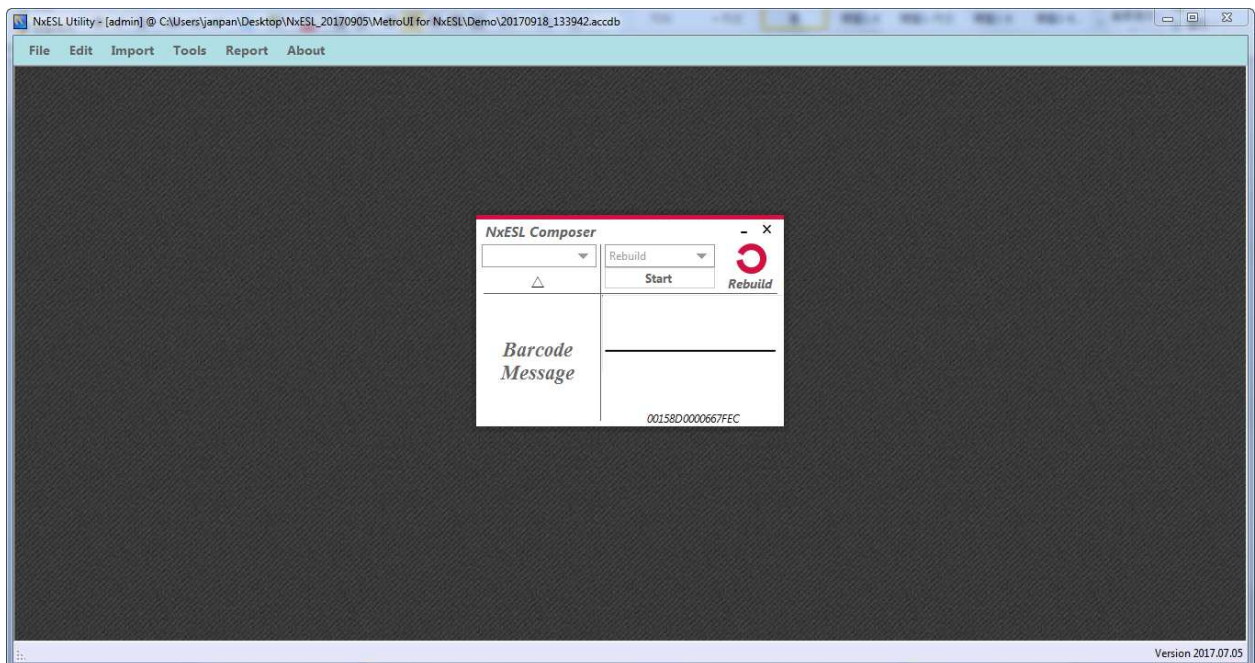 NxESL Utility - [admin] @ C:\Users\janpan\Desktop\NxESL_20170905\MetroUI for NxESL\Demo\20170918_133942.accdb
File Edit Import Tools Report About
NxESL Composer
Rebuild
Start
Rebuild
Barcode
Message
00158D0000667FEC
Version 2017.07.05